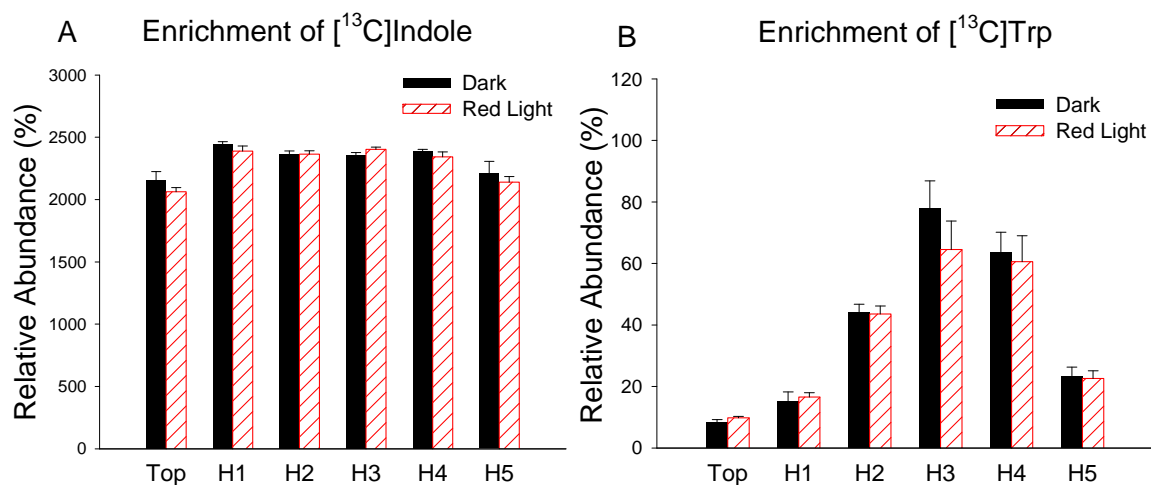 A
Enrichment of [¹³C]Indole
Dark
Red Light
Relative Abundance (%)
3000
2500
2000
1500
1000
500
0
Top H1 H2 H3 H4 H5
B
Enrichment of [¹³C]Trp
Dark
Red Light
Relative Abundance (%)
120
100
80
60
40
20
0
Top H1 H2 H3 H4 H5